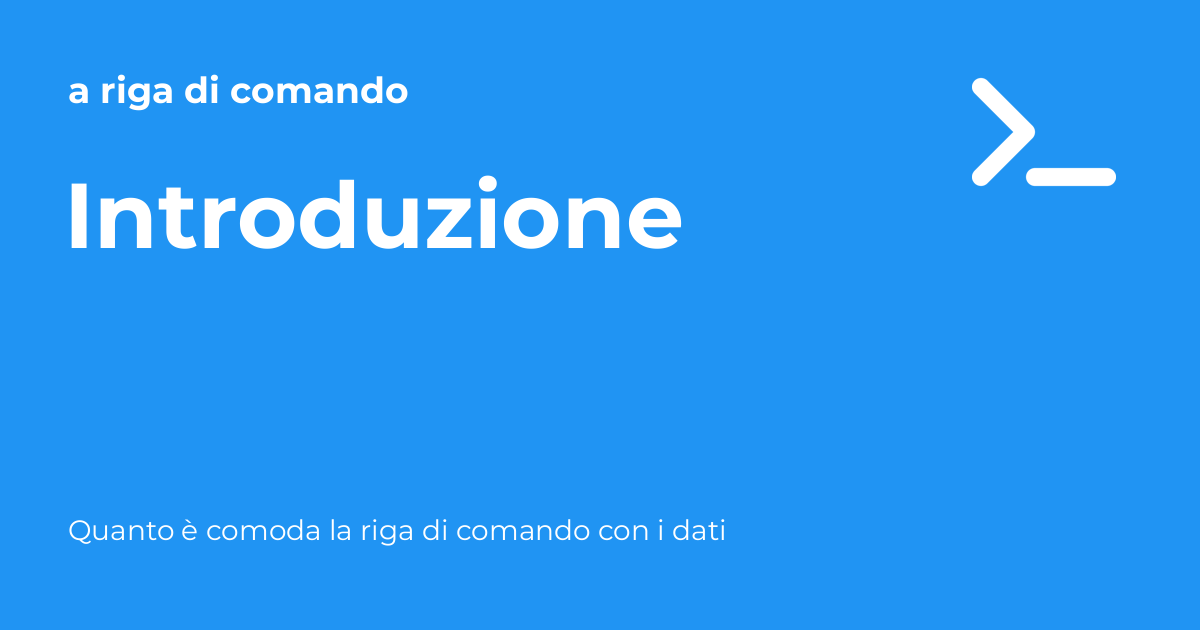 a riga di comando
Introduzione
Quanto è comoda la riga di comando con i dati